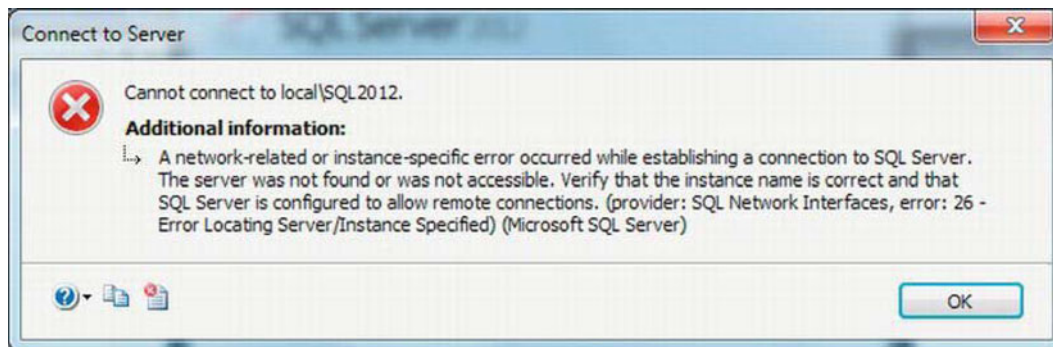 SQL Server 2012
Connect to Server
Cannot connect to local\SQL2012.
Additional information:
A network-related or instance-specific error occurred while establishing a connection to SQL Server.
The server was not found or was not accessible. Verify that the instance name is correct and that
SQL Server is configured to allow remote connections. (provider: SQL Network Interfaces, error: 26 -
Error Locating Server/Instance Specified) (Microsoft SQL Server)
OK